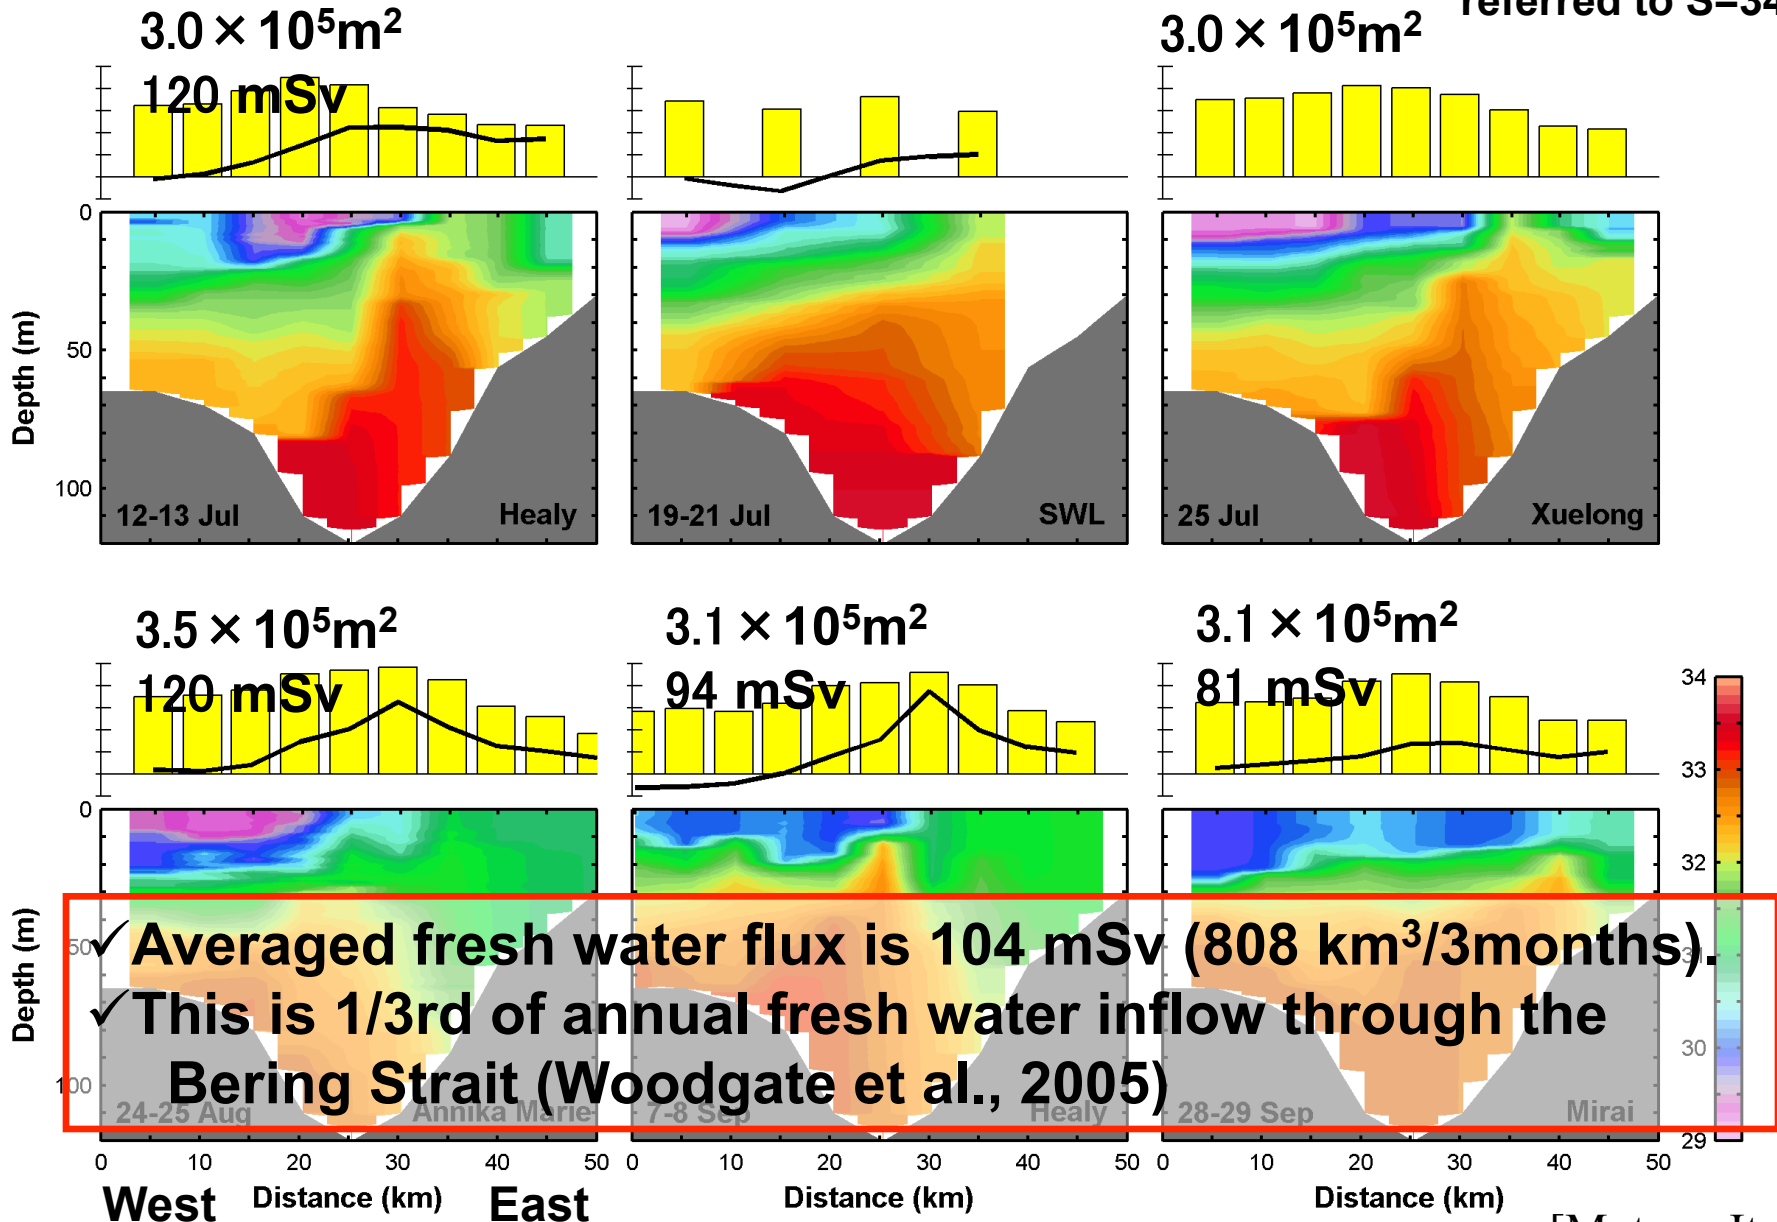 referred to S=34
3.0×10⁵m²
120 mSv
3.0×10⁵m²
0
50
100
Depth (m)
12-13 Jul
Healy
19-21 Jul
SWL
25 Jul
Xuelong
3.5×10⁵m²
120 mSv
3.1×10⁵m²
94 mSv
3.1×10⁵m²
81 mSv
34
33
32
31
30
29
0
50
100
Depth (m)
✓Averaged fresh water flux is 104 mSv (808 km³/3months).
✓This is 1/3rd of annual fresh water inflow through the
Bering Strait (Woodgate et al., 2005)
24-25 Aug
Annika Marie
7-8 Sep
Healy
28-29 Sep
Mirai
0 10 20 30 40 50
0 10 20 30 40 50
0 10 20 30 40 50
West Distance (km) East
Distance (km)
Distance (km)